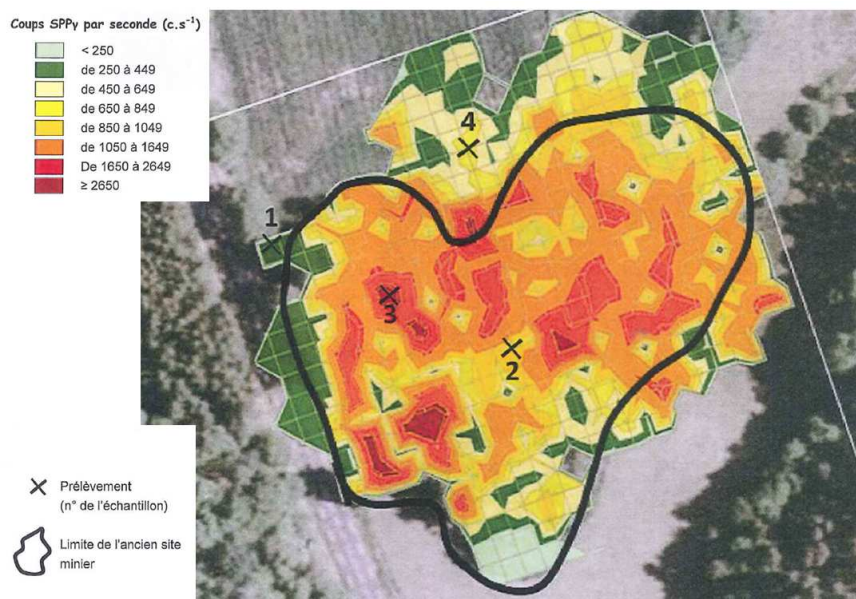 Coups SPPγ par seconde (c.s⁻¹)
< 250
de 250 à 449
de 450 à 649
de 650 à 849
de 850 à 1049
de 1050 à 1649
De 1650 à 2649
≥ 2650
4
1
3
2
Prélèvement
(n° de l'échantillon)
Limite de l'ancien site
minier